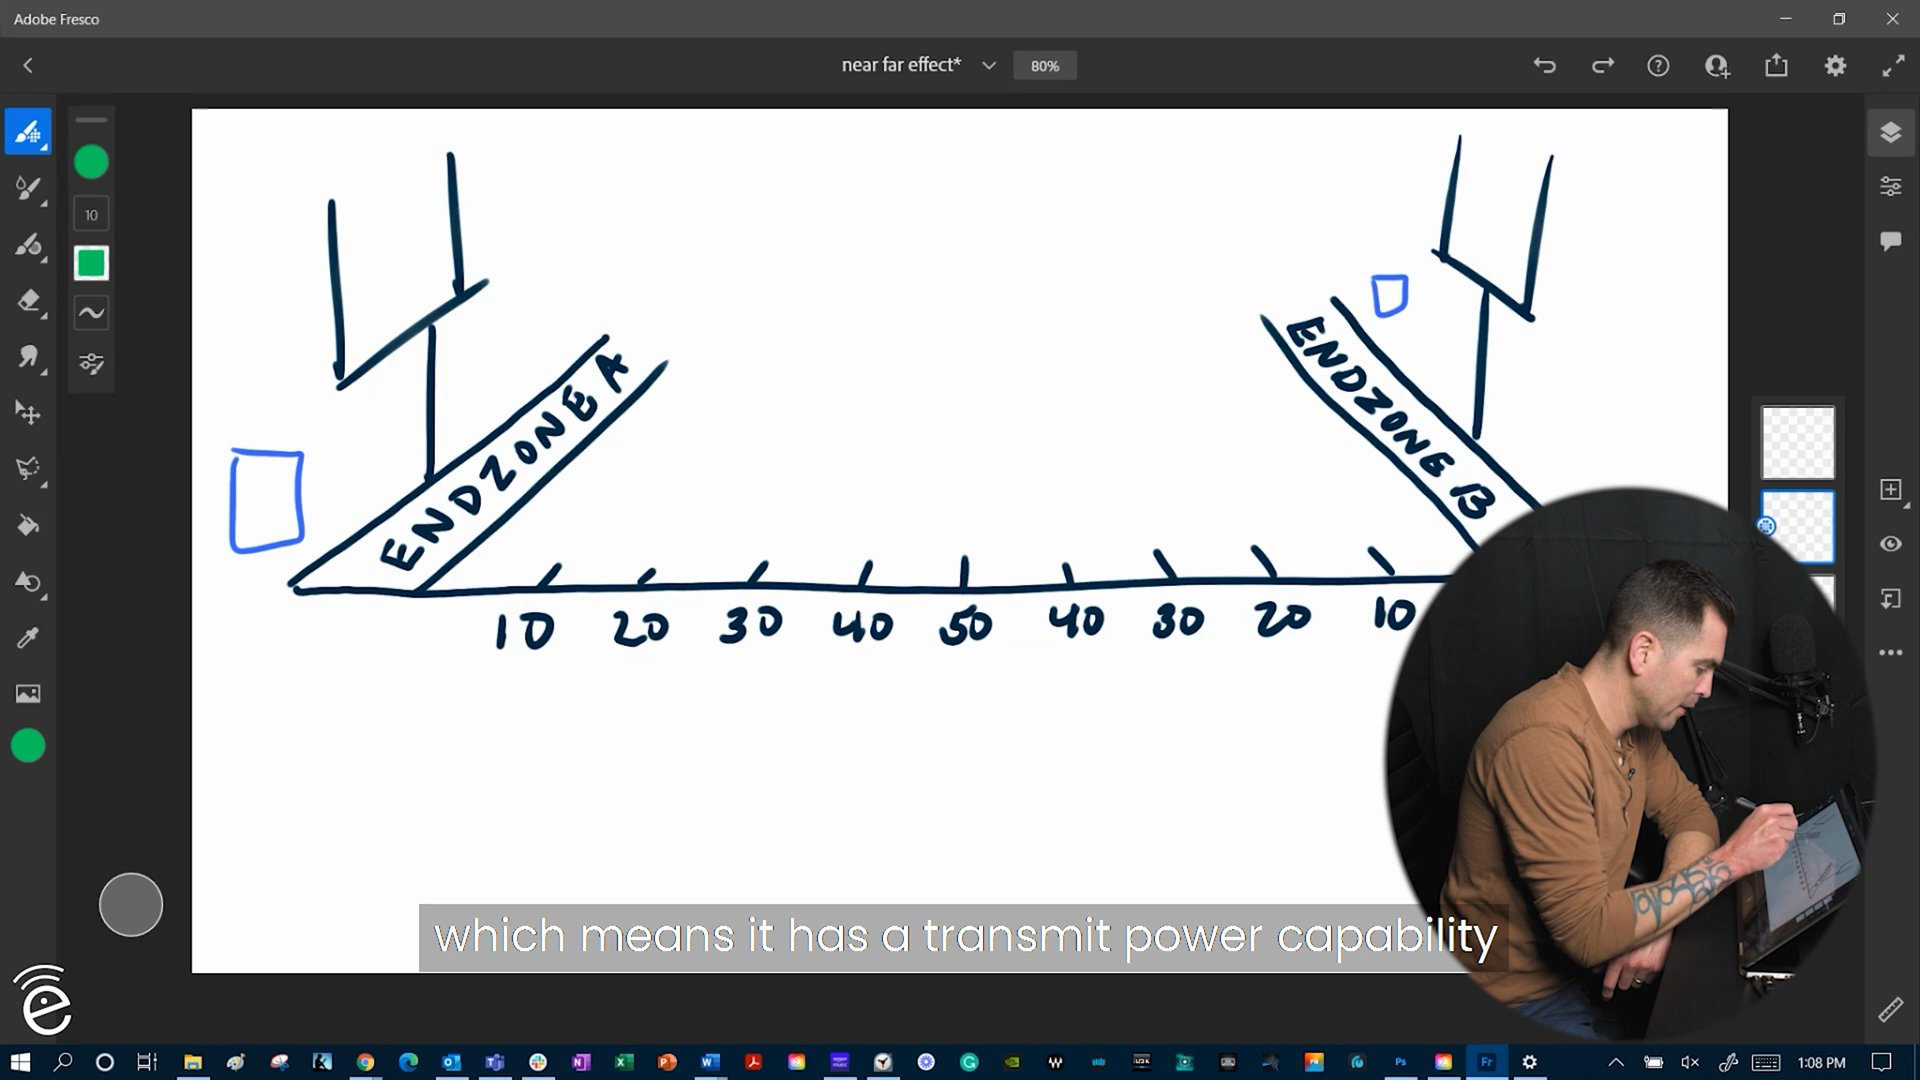 Adobe Fresco
near far effect*
80%
10
ENDZONE A
ENDZONE B
10 20 30 40 50 40 30 20 10
which means it has a transmit power capability
1:08 PM